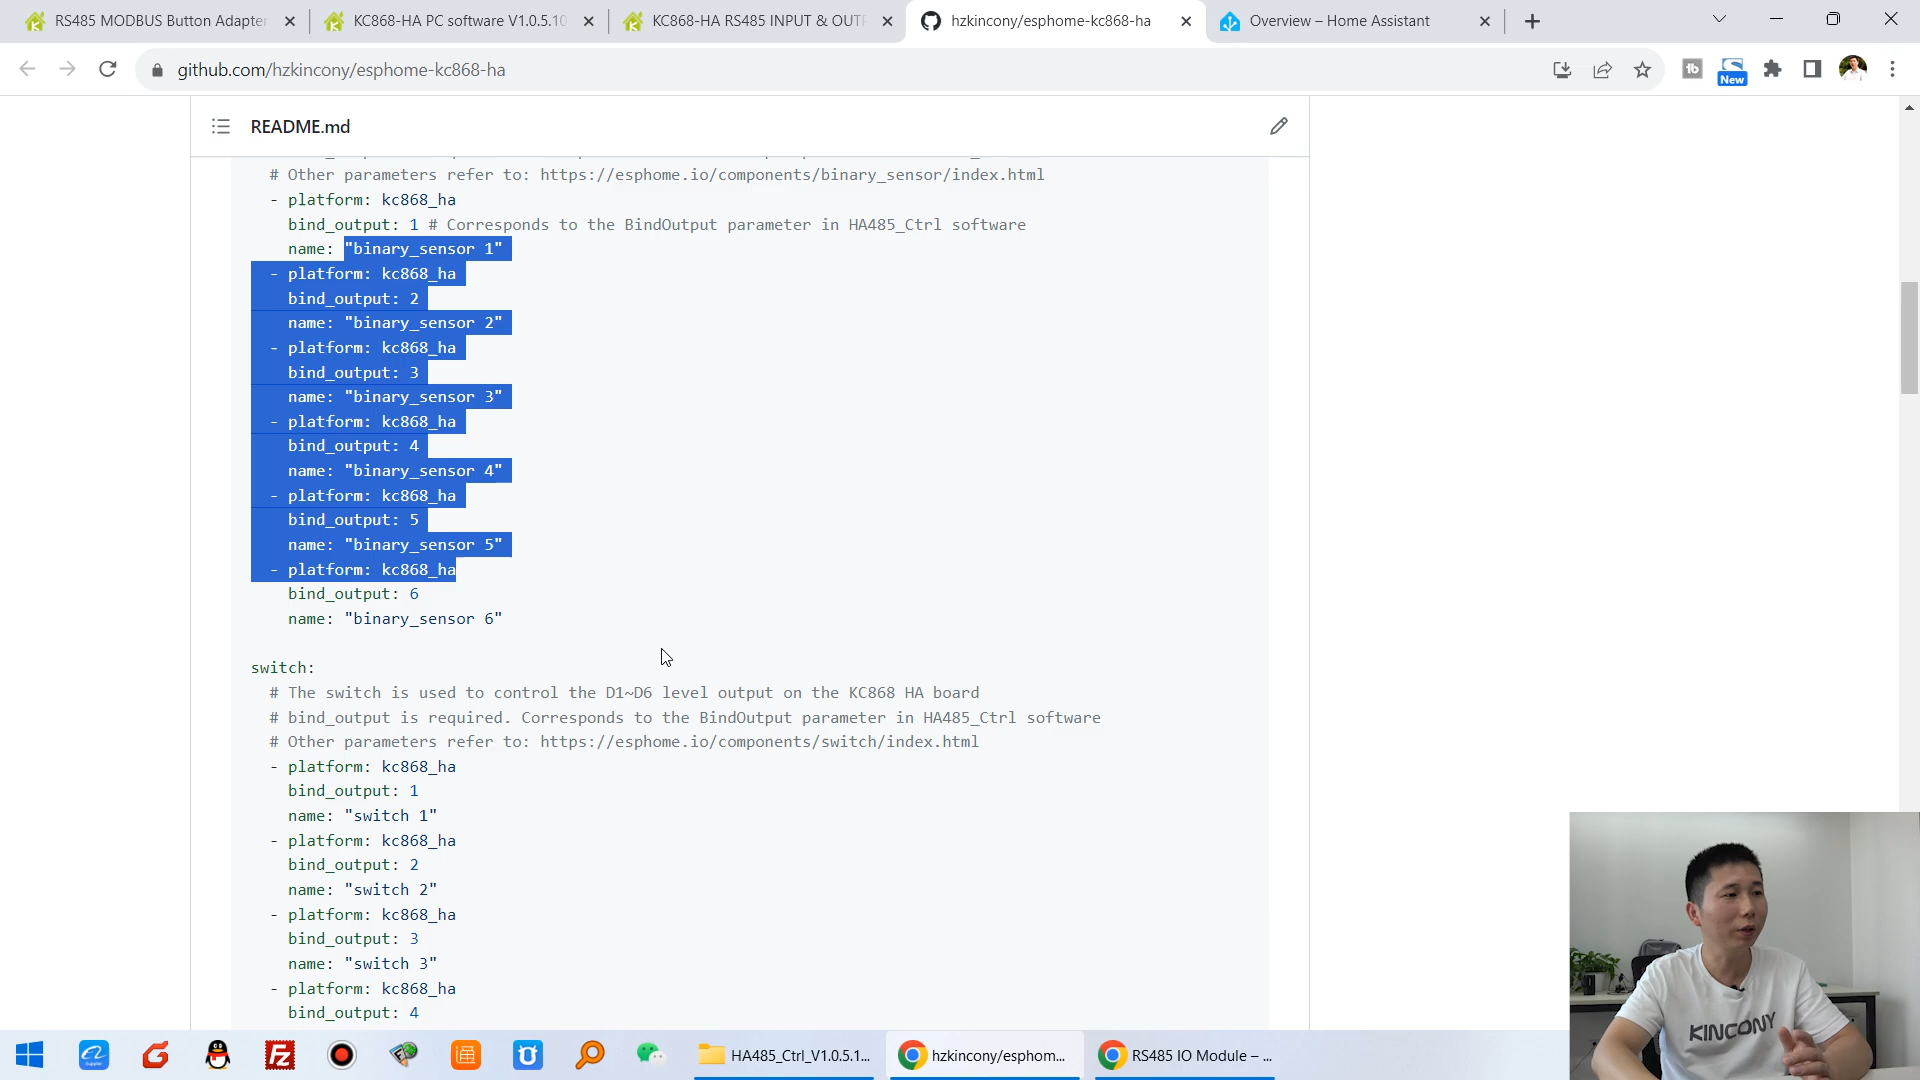 RS485 MODBUS Button Adapter
KC868-HA PC software V1.0.5.10
KC868-HA RS485 INPUT & OUTP
hzkincony/esphome-kc868-ha
Overview – Home Assistant
github.com/hzkincony/esphome-kc868-ha
New
README.md
# Other parameters refer to: https://esphome.io/components/binary_sensor/index.html
- platform: kc868_ha
bind_output: 1 # Corresponds to the BindOutput parameter in HA485_Ctrl software
name: "binary_sensor 1"
- platform: kc868_ha
bind_output: 2
name: "binary_sensor 2"
- platform: kc868_ha
bind_output: 3
name: "binary_sensor 3"
- platform: kc868_ha
bind_output: 4
name: "binary_sensor 4"
- platform: kc868_ha
bind_output: 5
name: "binary_sensor 5"
- platform: kc868_ha
bind_output: 6
name: "binary_sensor 6"
switch:
# The switch is used to control the D1~D6 level output on the KC868 HA board
# bind_output is required. Corresponds to the BindOutput parameter in HA485_Ctrl software
# Other parameters refer to: https://esphome.io/components/switch/index.html
- platform: kc868_ha
bind_output: 1
name: "switch 1"
- platform: kc868_ha
bind_output: 2
name: "switch 2"
- platform: kc868_ha
bind_output: 3
name: "switch 3"
- platform: kc868_ha
bind_output: 4
KINCONY
HA485_Ctrl_V1.0.5.1...
hzkincony/esphom...
RS485 IO Module – ...